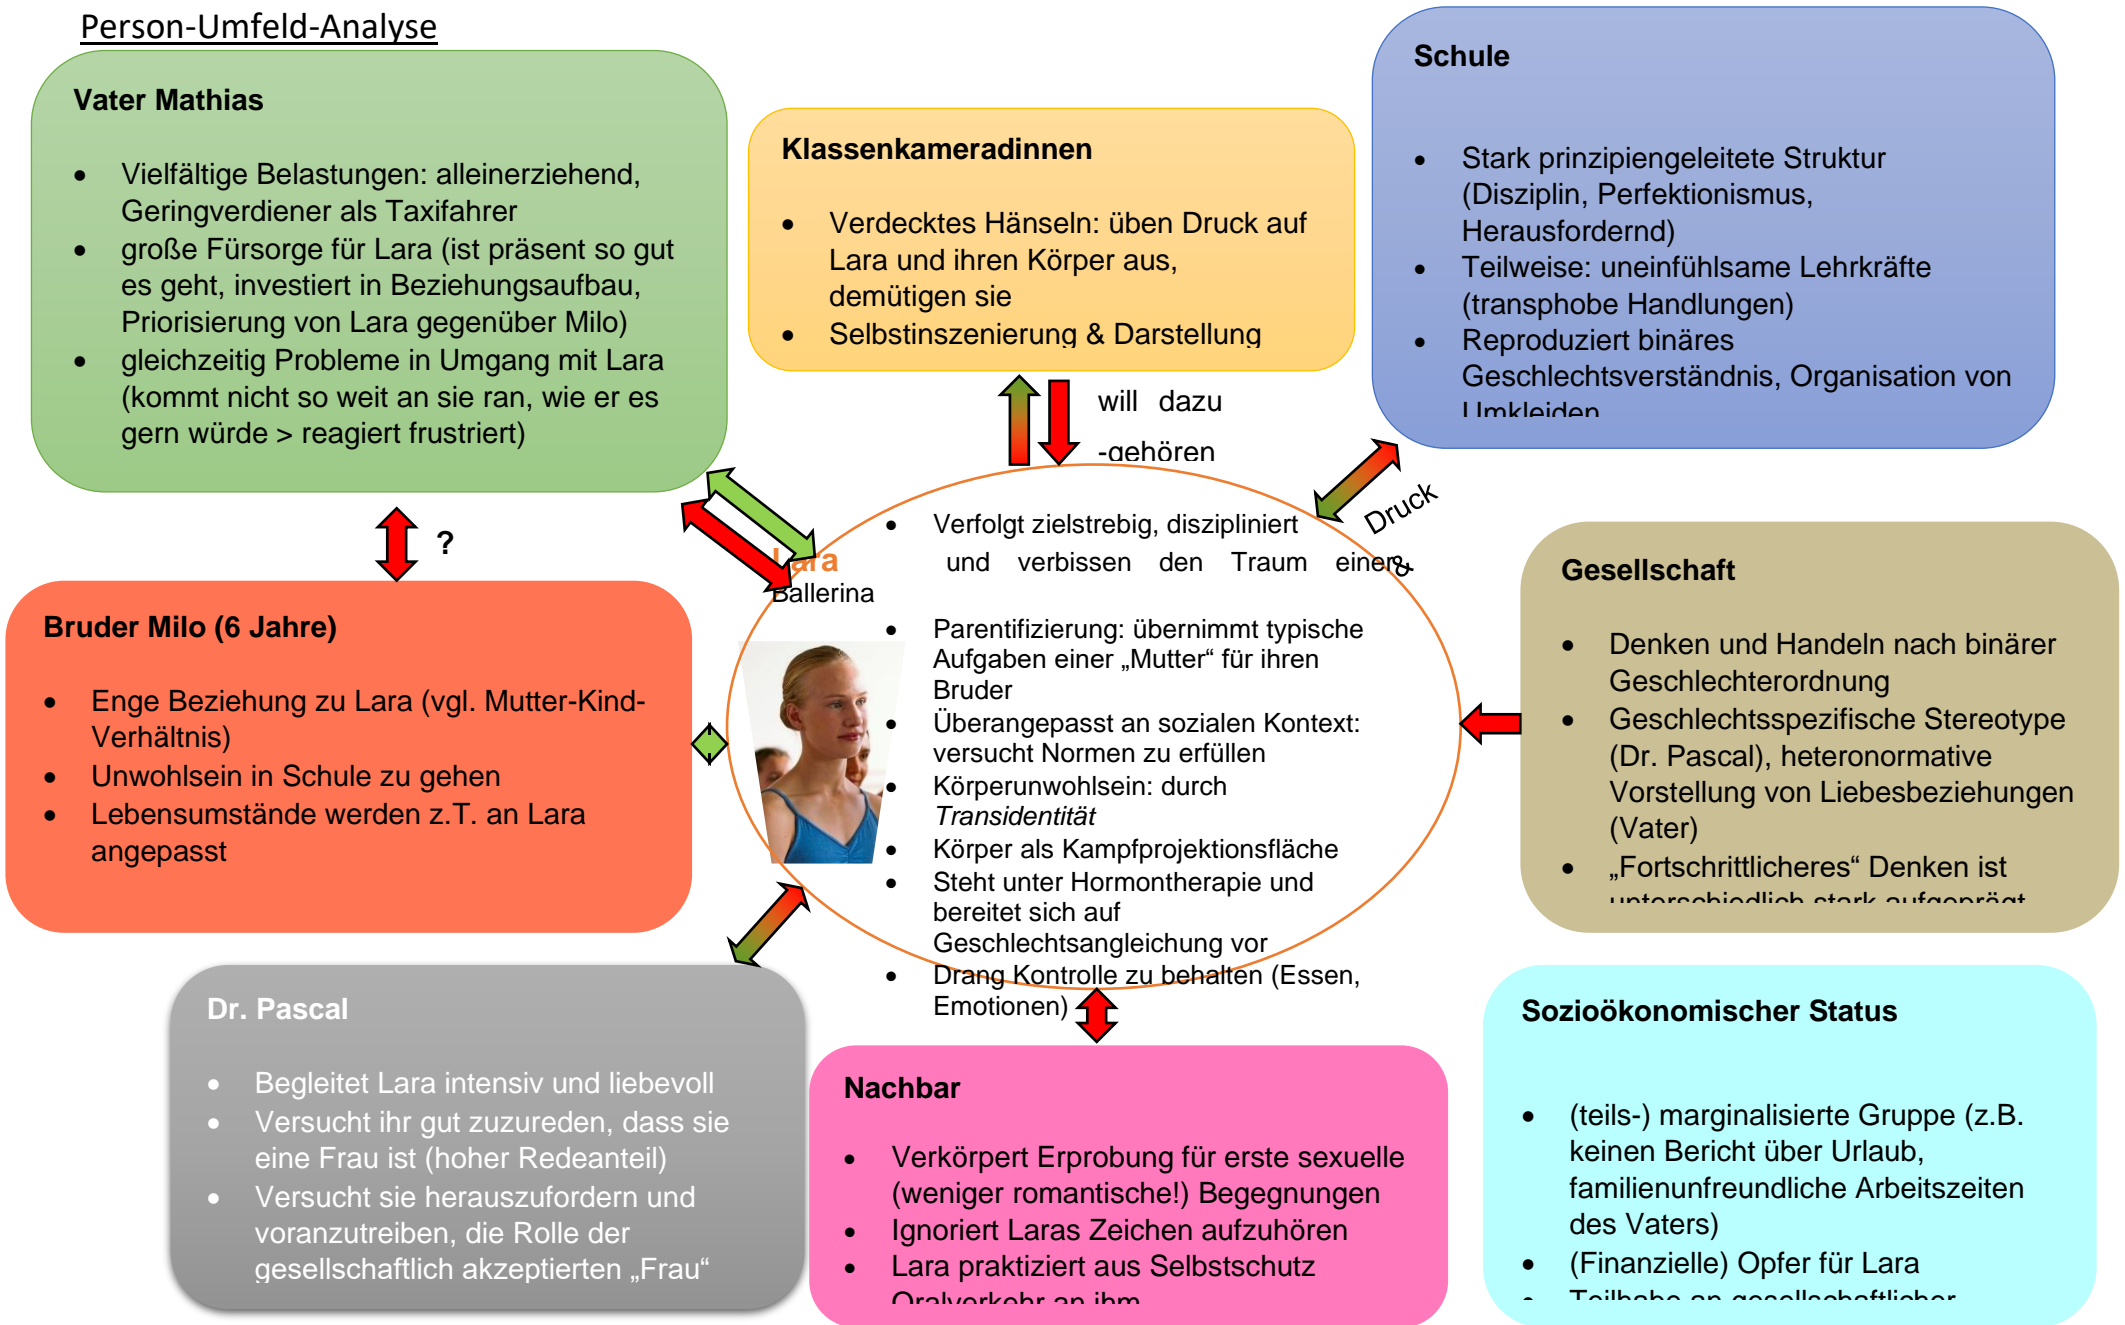 Person-Umfeld-Analyse
Vater Mathias
• Vielfältige Belastungen: alleinerziehend,
Geringverdiener als Taxifahrer
• große Fürsorge für Lara (ist präsent so gut
es geht, investiert in Beziehungsaufbau,
Priorisierung von Lara gegenüber Milo)
• gleichzeitig Probleme in Umgang mit Lara
(kommt nicht so weit an sie ran, wie er es
gern würde > reagiert frustriert)
Klassenkameradinnen
• Verdecktes Hänseln: üben Druck auf
Lara und ihren Körper aus,
demütigen sie
• Selbstinszenierung & Darstellung
Schule
• Stark prinzipiengeleitete Struktur
(Disziplin, Perfektionismus,
Herausfordernd)
• Teilweise: uneinfühlsame Lehrkräfte
(transphobe Handlungen)
• Reproduziert binäres
Geschlechtsverständnis, Organisation von
Umkleiden
will dazu
-gehören
Druck
&
?
Lara
• Verfolgt zielstrebig, diszipliniert
und verbissen den Traum einer
Ballerina
• Parentifizierung: übernimmt typische
Aufgaben einer „Mutter“ für ihren
Bruder
• Überangepasst an sozialen Kontext:
versucht Normen zu erfüllen
• Körperunwohlsein: durch
Transidentität
• Körper als Kampfprojektionsfläche
• Steht unter Hormontherapie und
bereitet sich auf
Geschlechtsangleichung vor
• Drang Kontrolle zu behalten (Essen,
Emotionen)
Bruder Milo (6 Jahre)
• Enge Beziehung zu Lara (vgl. Mutter-Kind-
Verhältnis)
• Unwohlsein in Schule zu gehen
• Lebensumstände werden z.T. an Lara
angepasst
Gesellschaft
• Denken und Handeln nach binärer
Geschlechterordnung
• Geschlechtsspezifische Stereotype
(Dr. Pascal), heteronormative
Vorstellung von Liebesbeziehungen
(Vater)
• „Fortschrittlicheres“ Denken ist
unterschiedlich stark aufgeprägt
Dr. Pascal
• Begleitet Lara intensiv und liebevoll
• Versucht ihr gut zuzureden, dass sie
eine Frau ist (hoher Redeanteil)
• Versucht sie herauszufordern und
voranzutreiben, die Rolle der
gesellschaftlich akzeptierten „Frau“
Nachbar
• Verkörpert Erprobung für erste sexuelle
(weniger romantische!) Begegnungen
• Ignoriert Laras Zeichen aufzuhören
• Lara praktiziert aus Selbstschutz
Oralverkehr an ihm
Sozioökonomischer Status
• (teils-) marginalisierte Gruppe (z.B.
keinen Bericht über Urlaub,
familienunfreundliche Arbeitszeiten
des Vaters)
• (Finanzielle) Opfer für Lara
• Teilhabe an gesellschaftlicher